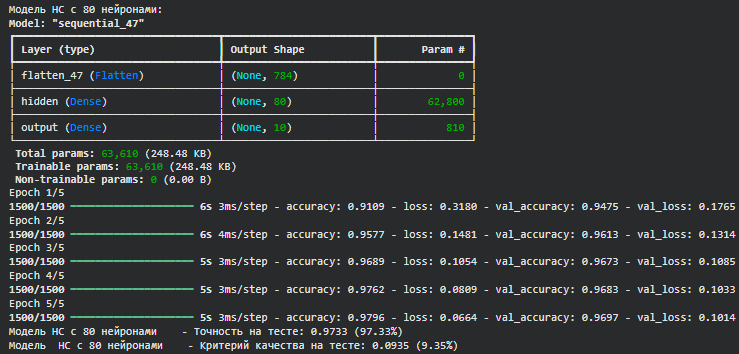 Модель НС с 80 нейронами:
Model: "sequential_47"
Layer (type) Output Shape Param #
flatten_47 (Flatten) (None, 784) 0
hidden (Dense) (None, 80) 62,800
output (Dense) (None, 10) 810
Total params: 63,610 (248.48 KB)
Trainable params: 63,610 (248.48 KB)
Non-trainable params: 0 (0.00 B)
Epoch 1/5
1500/1500 6s 3ms/step - accuracy: 0.9109 - loss: 0.3180 - val_accuracy: 0.9475 - val_loss: 0.1765
Epoch 2/5
1500/1500 6s 4ms/step - accuracy: 0.9577 - loss: 0.1481 - val_accuracy: 0.9613 - val_loss: 0.1314
Epoch 3/5
1500/1500 5s 3ms/step - accuracy: 0.9689 - loss: 0.1054 - val_accuracy: 0.9673 - val_loss: 0.1085
Epoch 4/5
1500/1500 5s 3ms/step - accuracy: 0.9762 - loss: 0.0809 - val_accuracy: 0.9683 - val_loss: 0.1033
Epoch 5/5
1500/1500 5s 3ms/step - accuracy: 0.9796 - loss: 0.0664 - val_accuracy: 0.9697 - val_loss: 0.1014
Модель НС с 80 нейронами - Точность на тесте: 0.9733 (97.33%)
Модель НС с 80 нейронами - Критерий качества на тесте: 0.0935 (9.35%)